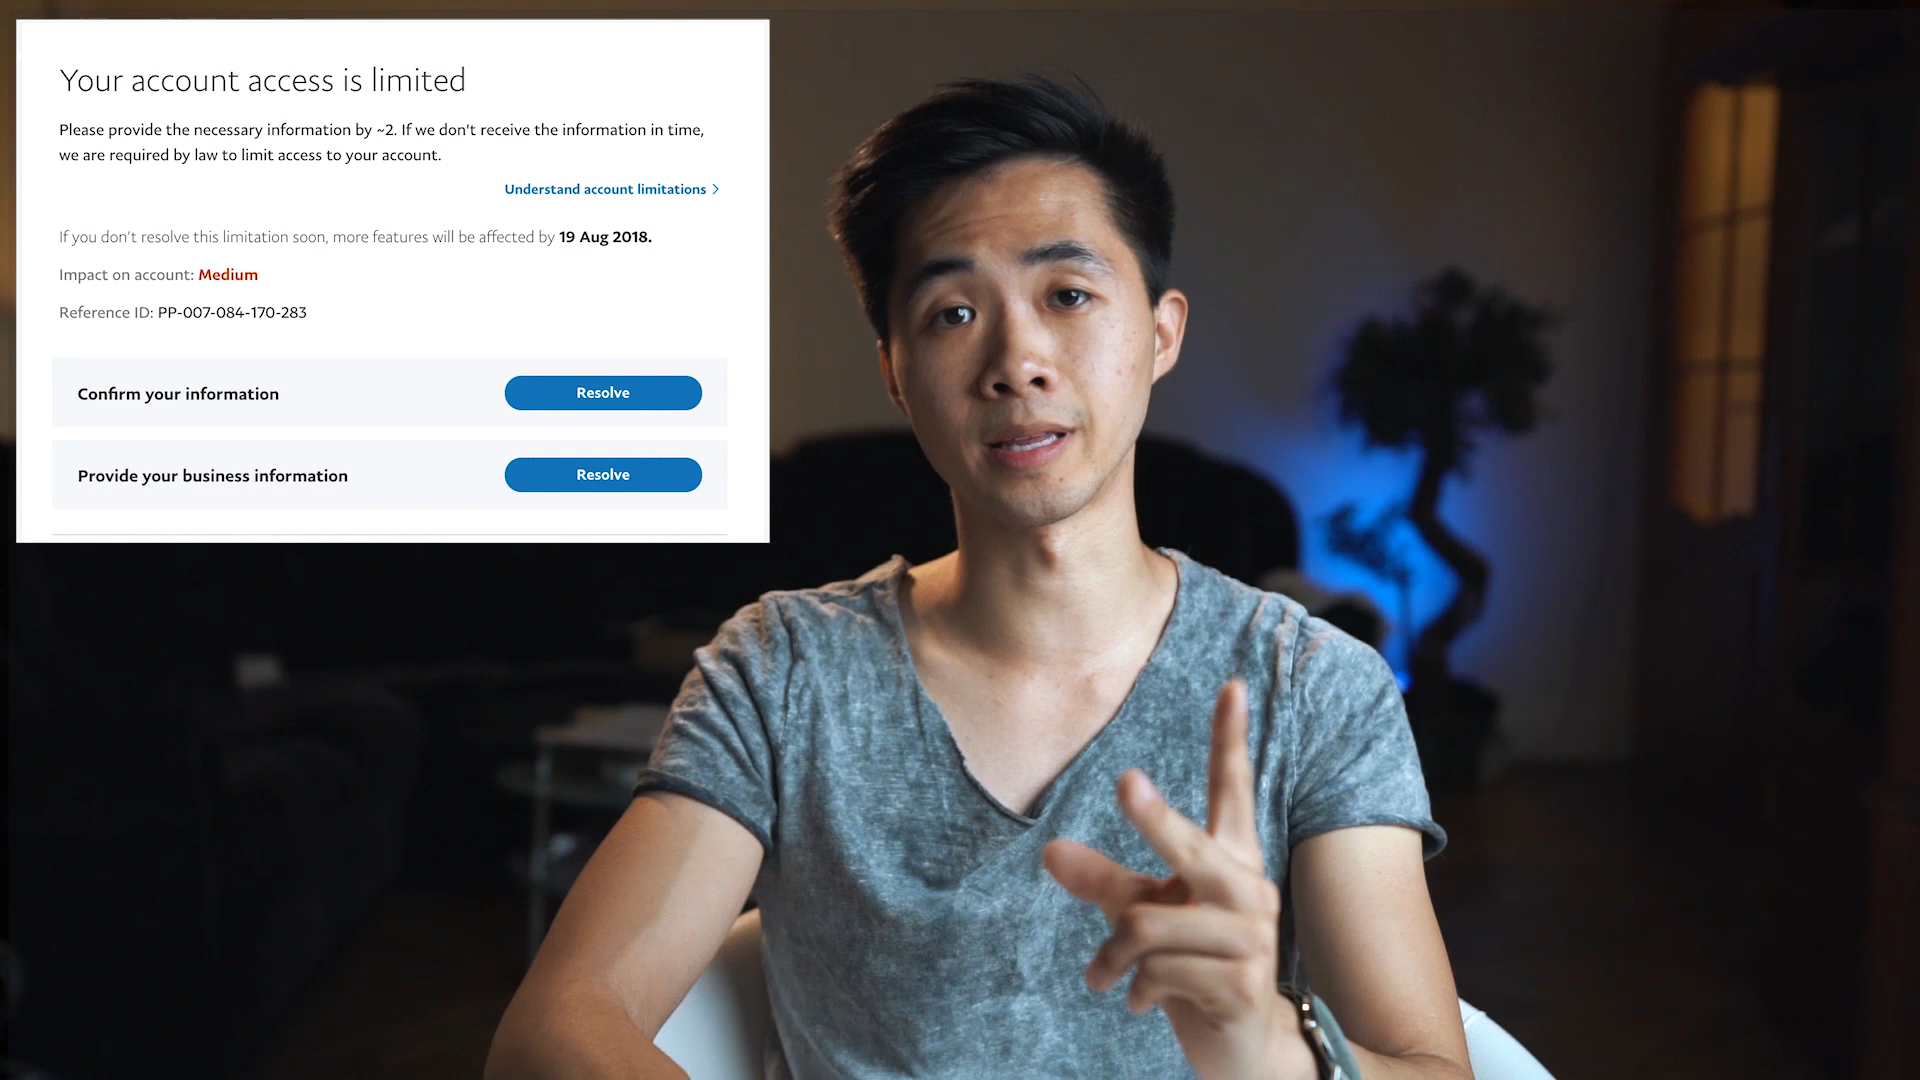 Your account access is limited
Please provide the necessary information by ~2. If we don't receive the information in time,
we are required by law to limit access to your account.
Understand account limitations
If you don't resolve this limitation soon, more features will be affected by 19 Aug 2018.
Impact on account: Medium
Reference ID: PP-007-084-170-283
Confirm your information
Resolve
Provide your business information
Resolve